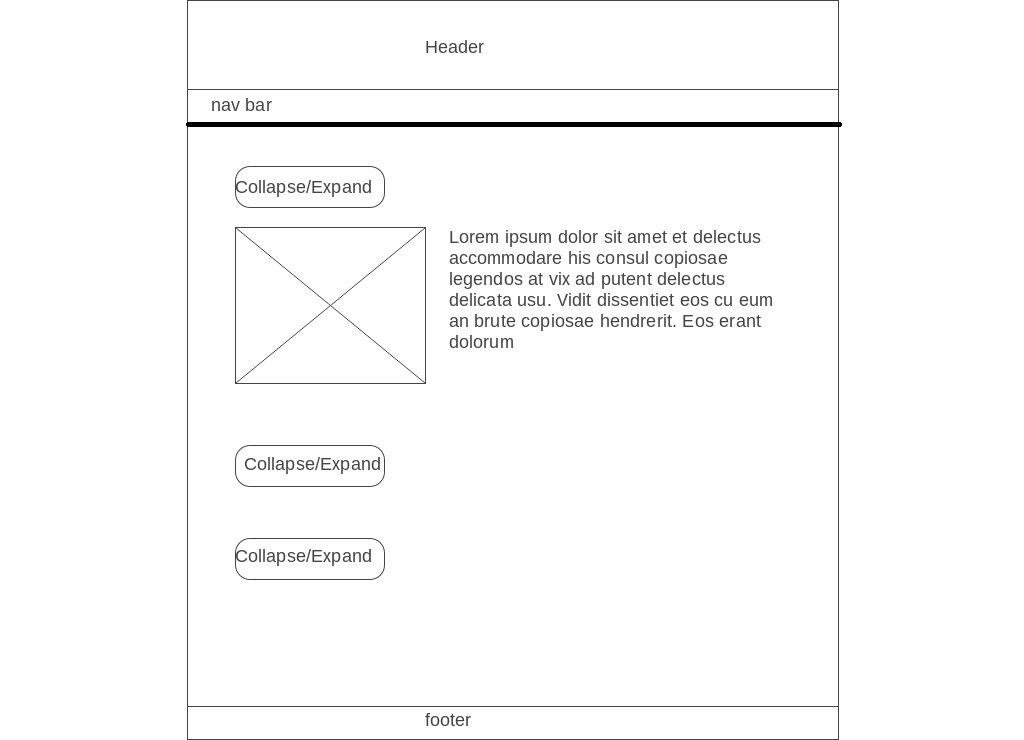 Header
nav bar
Collapse/Expand
Lorem ipsum dolor sit amet et delectus
accommodare his consul copiosae
legendos at vix ad putent delectus
delicata usu. Vidit dissentiet eos cu eum
an brute copiosae hendrerit. Eos erant
dolorum
Collapse/Expand
Collapse/Expand
footer